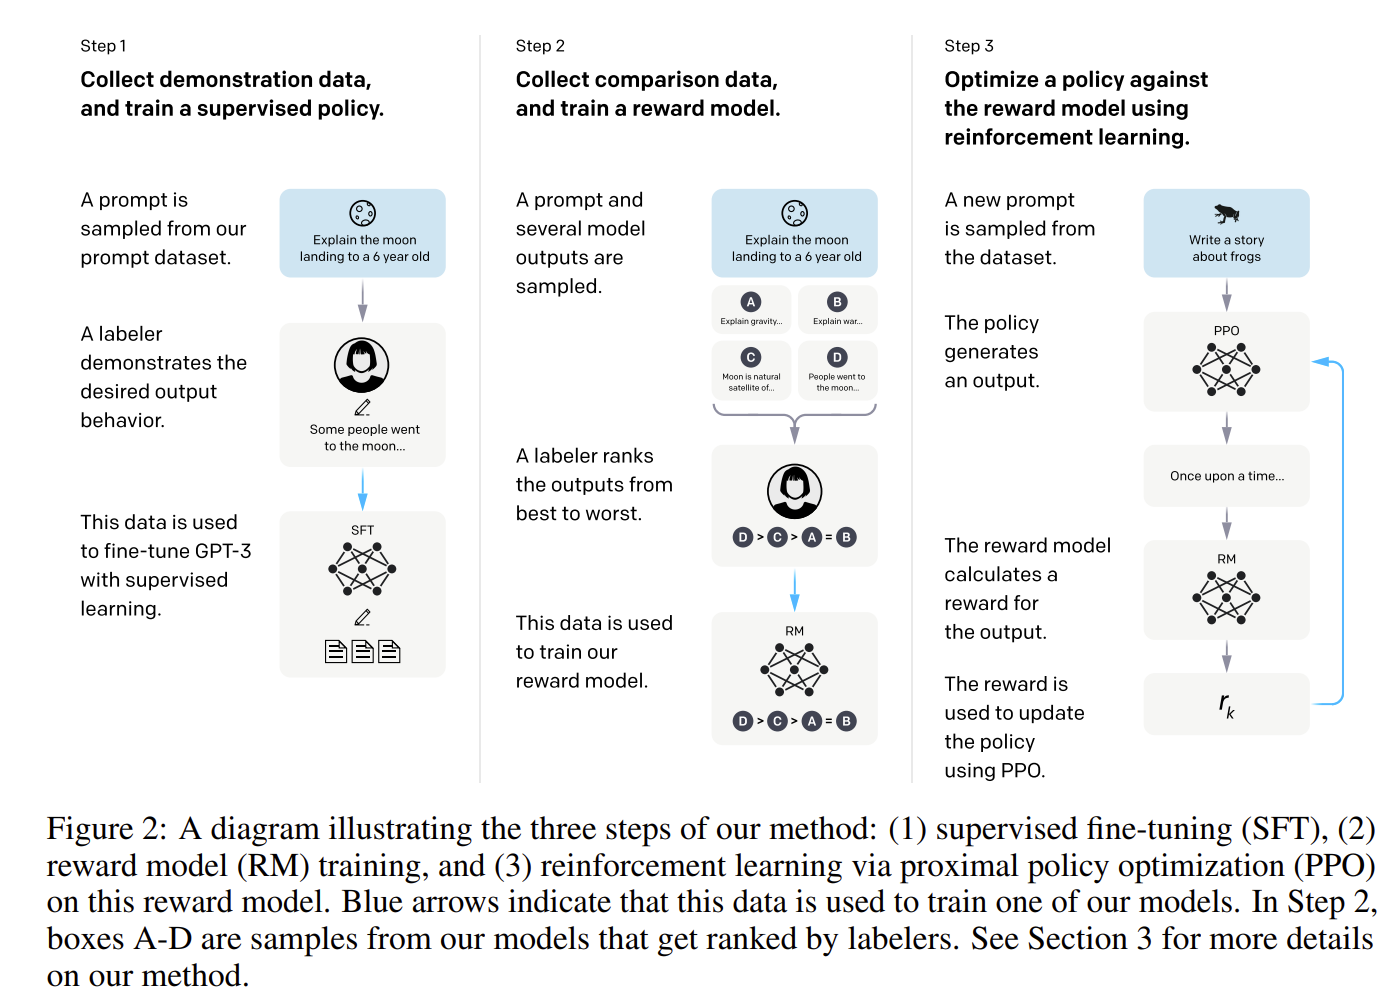 Step 1
Collect demonstration data,
and train a supervised policy.
A prompt is
sampled from our
prompt dataset.
Explain the moon
landing to a 6 year old
A labeler
demonstrates the
desired output
behavior.
Some people went
to the moon...
This data is used
to fine-tune GPT-3
with supervised
learning.
SFT
Step 2
Collect comparison data,
and train a reward model.
A prompt and
several model
outputs are
sampled.
Explain the moon
landing to a 6 year old
A
Explain gravity...
B
Explain war...
C
Moon is natural
satellite of...
D
People went to
the moon...
A labeler ranks
the outputs from
best to worst.
D > C > A = B
This data is used
to train our
reward model.
RM
D > C > A = B
Step 3
Optimize a policy against
the reward model using
reinforcement learning.
A new prompt
is sampled from
the dataset.
Write a story
about frogs
The policy
generates
an output.
PPO
Once upon a time...
The reward model
calculates a
reward for
the output.
RM
The reward is
used to update
the policy
using PPO.
rk
Figure 2: A diagram illustrating the three steps of our method: (1) supervised fine-tuning (SFT), (2)
reward model (RM) training, and (3) reinforcement learning via proximal policy optimization (PPO)
on this reward model. Blue arrows indicate that this data is used to train one of our models. In Step 2,
boxes A-D are samples from our models that get ranked by labelers. See Section 3 for more details
on our method.